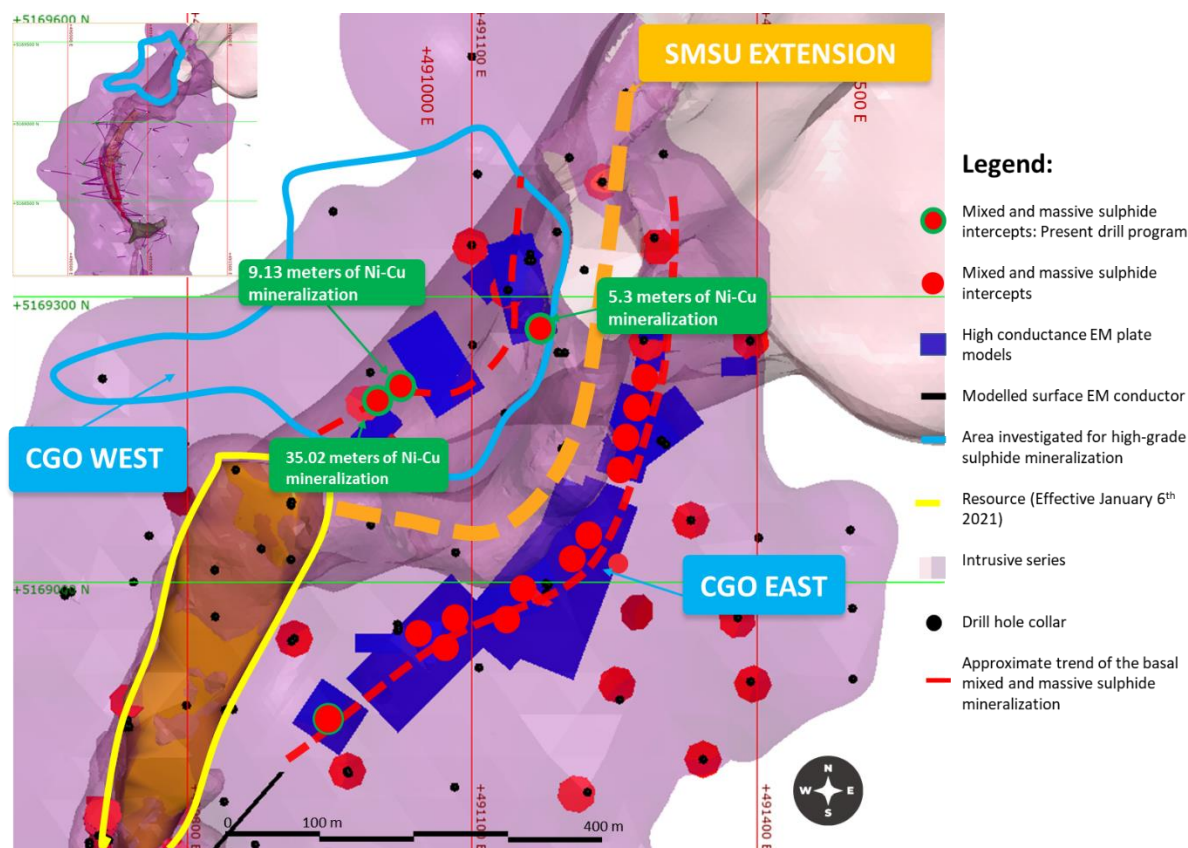 +5169600 N
+491100 E
+491000 E
SMSU EXTENSION
500 E
Legend:
Mixed and massive sulphide
intercepts: Present drill program
9.13 meters of Ni-Cu
mineralization
5.3 meters of Ni-Cu
mineralization
Mixed and massive sulphide
intercepts
+5169300 N
High conductance EM plate
models
Modelled surface EM conductor
CGO WEST
35.02 meters of Ni-Cu
mineralization
Area investigated for high-grade
sulphide mineralization
Resource (Effective January 6th
2021)
Intrusive series
+5169000 N
CGO EAST
Drill hole collar
Approximate trend of the basal
mixed and massive sulphide
mineralization
N
W E
S
+491100 E
+491400 E
0 100 m 400 m